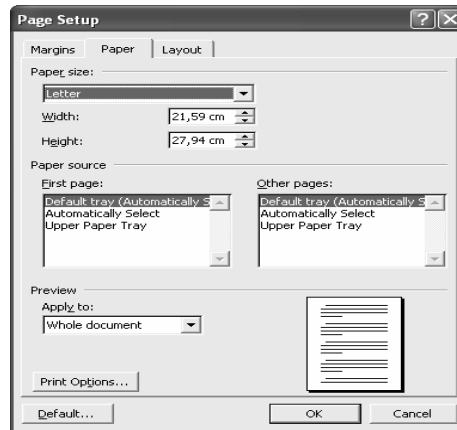 Page Setup
Margins Paper Layout
Paper size:
Letter
Width: 21,59 cm
Height: 27,94 cm
Paper source
First page: Other pages:
Default tray (Automatically S Default tray (Automatically S
Automatically Select Automatically Select
Upper Paper Tray Upper Paper Tray
Preview
Apply to:
Whole document
Print Options...
Default... OK Cancel